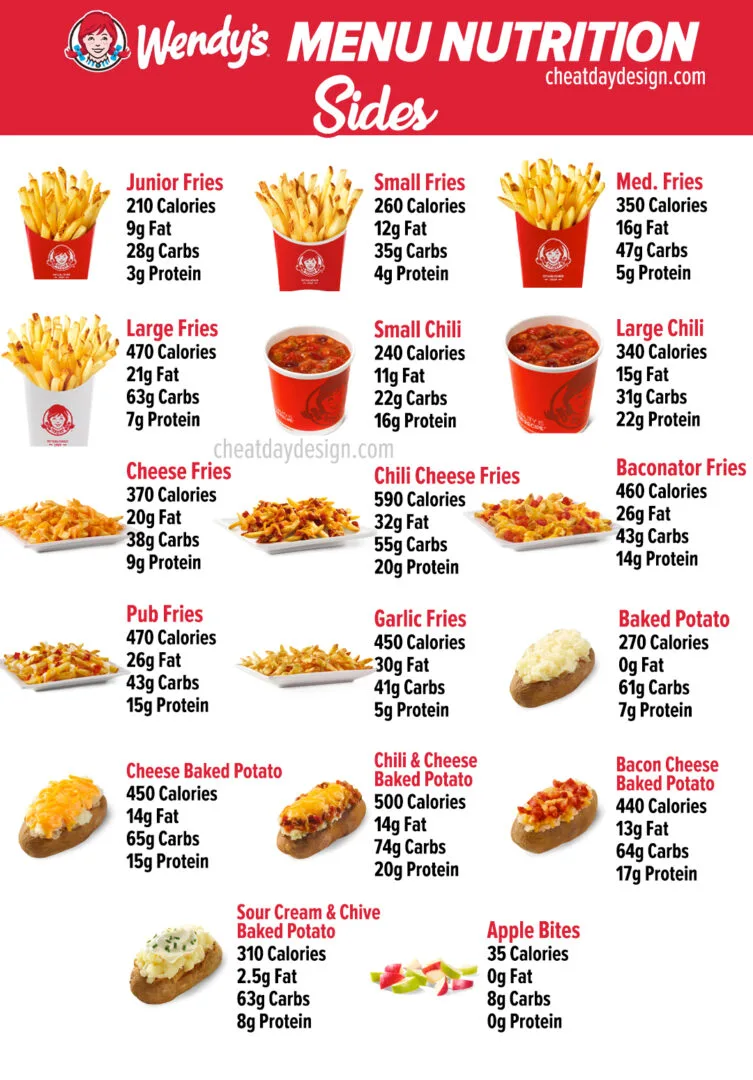 Wendy's MENU NUTRITION
cheatdaydesign.com
Sides
Junior Fries
210 Calories
9g Fat
28g Carbs
3g Protein
Small Fries
260 Calories
12g Fat
35g Carbs
4g Protein
Med. Fries
350 Calories
16g Fat
47g Carbs
5g Protein
Large Fries
470 Calories
21g Fat
63g Carbs
7g Protein
Small Chili
240 Calories
11g Fat
22g Carbs
16g Protein
Large Chili
340 Calories
15g Fat
31g Carbs
22g Protein
cheatdaydesign.com
Cheese Fries
370 Calories
20g Fat
38g Carbs
9g Protein
Chili Cheese Fries
590 Calories
32g Fat
55g Carbs
20g Protein
Baconator Fries
460 Calories
26g Fat
43g Carbs
14g Protein
Pub Fries
470 Calories
26g Fat
43g Carbs
15g Protein
Garlic Fries
450 Calories
30g Fat
41g Carbs
5g Protein
Baked Potato
270 Calories
0g Fat
61g Carbs
7g Protein
Cheese Baked Potato
450 Calories
14g Fat
65g Carbs
15g Protein
Chili & Cheese
Baked Potato
500 Calories
14g Fat
74g Carbs
20g Protein
Bacon Cheese
Baked Potato
440 Calories
13g Fat
64g Carbs
17g Protein
Sour Cream & Chive
Baked Potato
310 Calories
2.5g Fat
63g Carbs
8g Protein
Apple Bites
35 Calories
0g Fat
8g Carbs
0g Protein